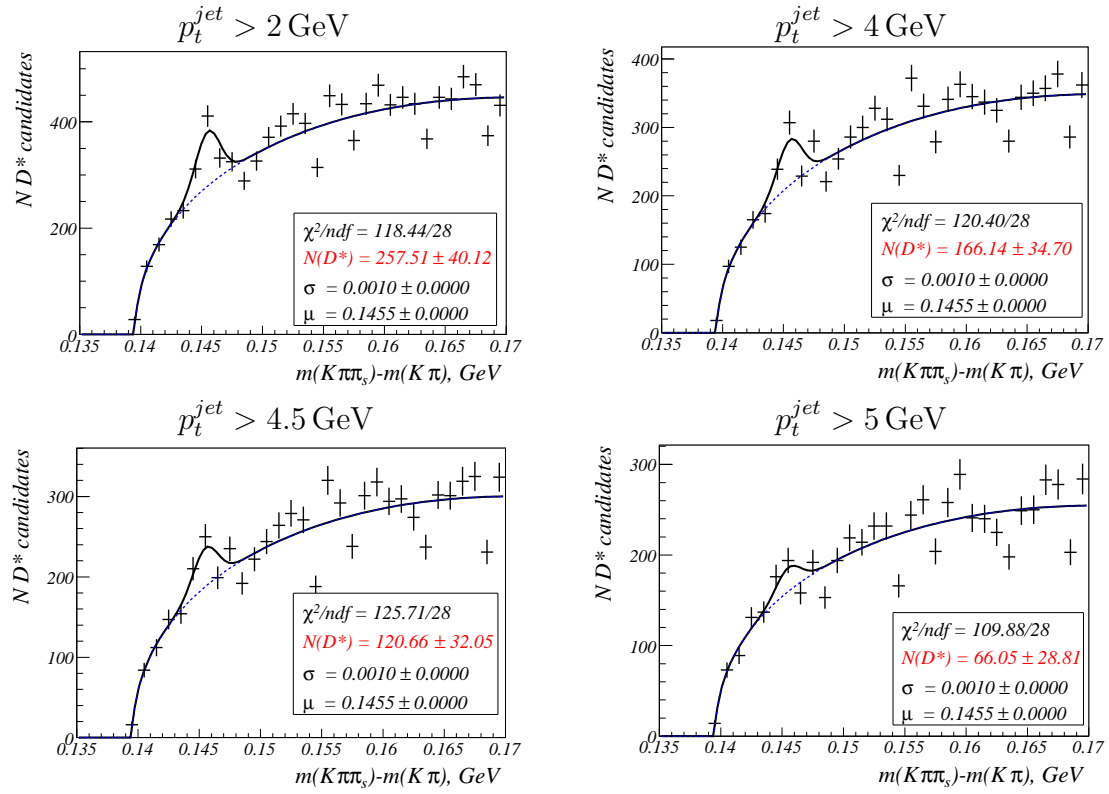 p_t^{jet} > 2 GeV
N D* candidates
400
200
0
χ²/ndf = 118.44/28
N(D*) = 257.51 ± 40.12
σ = 0.0010 ± 0.0000
μ = 0.1455 ± 0.0000
0.135 0.14 0.145 0.15 0.155 0.16 0.165 0.17
m(Kππ_s)-m(Kπ), GeV
p_t^{jet} > 4 GeV
N D* candidates
400
300
200
100
0
χ²/ndf = 120.40/28
N(D*) = 166.14 ± 34.70
σ = 0.0010 ± 0.0000
μ = 0.1455 ± 0.0000
0.135 0.14 0.145 0.15 0.155 0.16 0.165 0.17
m(Kππ_s)-m(Kπ), GeV
p_t^{jet} > 4.5 GeV
N D* candidates
300
200
100
0
χ²/ndf = 125.71/28
N(D*) = 120.66 ± 32.05
σ = 0.0010 ± 0.0000
μ = 0.1455 ± 0.0000
0.135 0.14 0.145 0.15 0.155 0.16 0.165 0.17
m(Kππ_s)-m(Kπ), GeV
p_t^{jet} > 5 GeV
N D* candidates
300
200
100
0
χ²/ndf = 109.88/28
N(D*) = 66.05 ± 28.81
σ = 0.0010 ± 0.0000
μ = 0.1455 ± 0.0000
0.135 0.14 0.145 0.15 0.155 0.16 0.165 0.17
m(Kππ_s)-m(Kπ), GeV